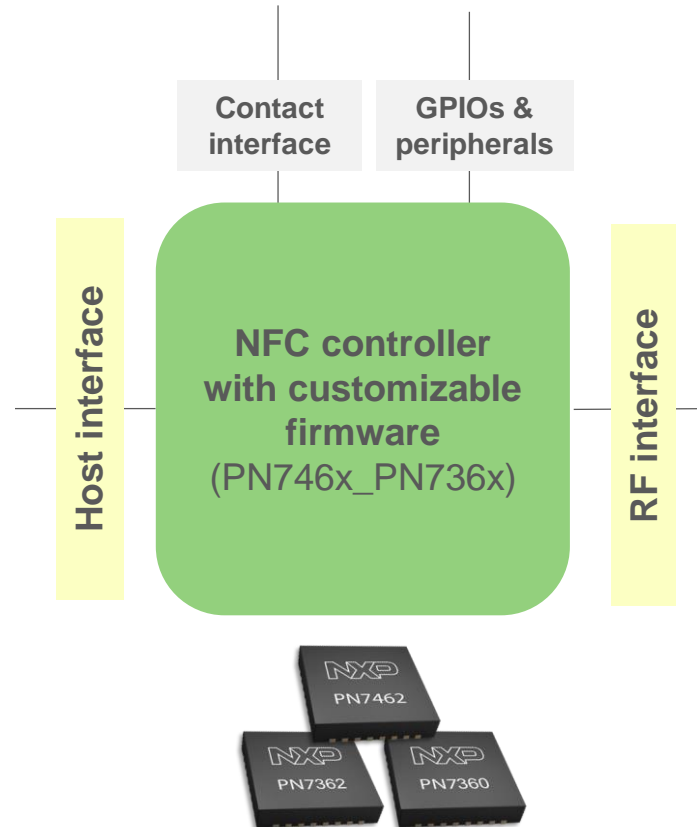 Contact
interface
GPIOs &
peripherals
Host interface
NFC controller
with customizable
firmware
(PN746x_PN736x)
RF interface
NXP
PN7462
NXP
PN7362
NXP
PN7360